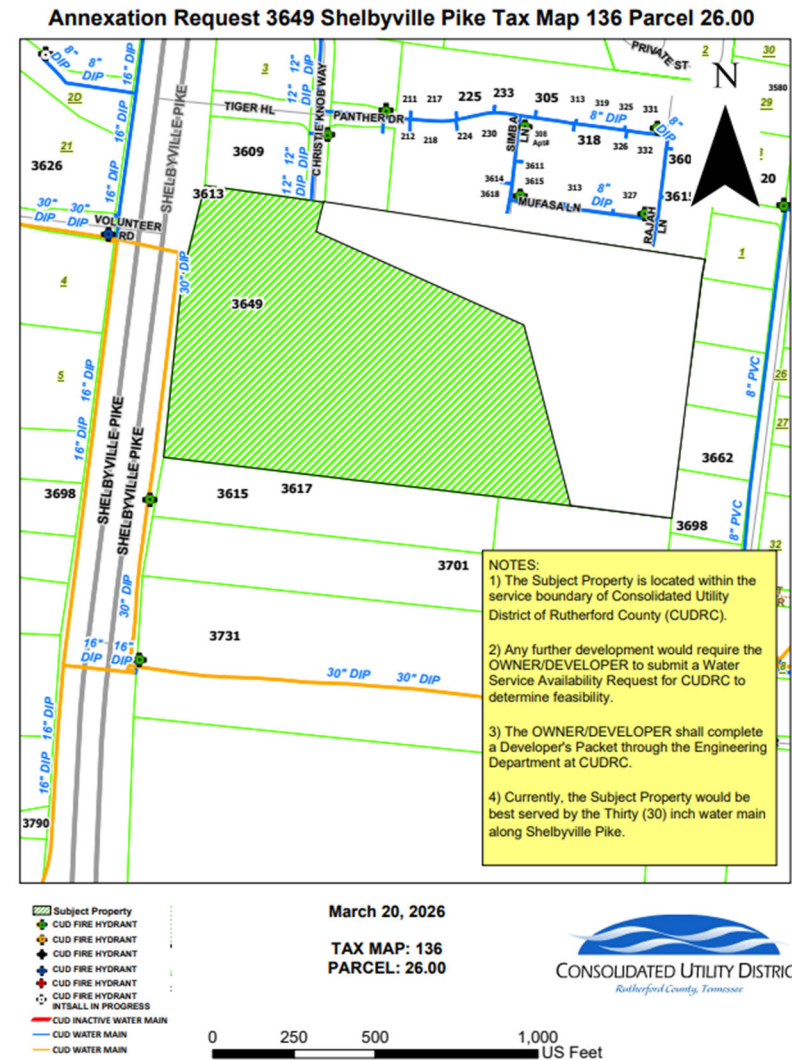 Annexation Request 3649 Shelbyville Pike Tax Map 136 Parcel 26.00
8" DIP
8" DIP
16" DIP
2D
21
3626
16" DIP
16" DIP
SHELBYVILLE PIKE
3
12" DIP
12" DIP
TIGER HL
CHRISTIE KNOB WAY
PANTHER DR
211
217
225
233
305
313
319
325
331
8" DIP
8" DIP
212
218
224
230
SIMBA LN
308
Apt#
318
326
332
360
PRIVATE ST
2
30
3580
29
N
20
3609
3611
3614
3615
3618
313
8" DIP
327
MUFASA LN
RAJAH LN
361
12" DIP
12" DIP
3613
30" DIP
30" DIP
VOLUNTEER RD
30" DIP
1
4
3649
5
16" DIP
16" DIP
SHELBYVILLE PIKE
SHELBYVILLE PIKE
8" PVC
26
27
3662
3698
3615
3617
3698
8" PVC
32
3701
30" DIP
3731
16" DIP
16" DIP
30" DIP
30" DIP
16" DIP
16" DIP
3790
NOTES:
1) The Subject Property is located within the
service boundary of Consolidated Utility
District of Rutherford County (CUDRC).
2) Any further development would require the
OWNER/DEVELOPER to submit a Water
Service Availability Request for CUDRC to
determine feasibility.
3) The OWNER/DEVELOPER shall complete
a Developer's Packet through the Engineering
Department at CUDRC.
4) Currently, the Subject Property would be
best served by the Thirty (30) inch water main
along Shelbyville Pike.
Subject Property
CUD FIRE HYDRANT
CUD FIRE HYDRANT
CUD FIRE HYDRANT
CUD FIRE HYDRANT
CUD FIRE HYDRANT
CUD FIRE HYDRANT
INTSALL IN PROGRESS
CUD INACTIVE WATER MAIN
CUD WATER MAIN
CUD WATER MAIN
March 20, 2026
TAX MAP: 136
PARCEL: 26.00
0 250 500 1,000
US Feet
CONSOLIDATED UTILITY DISTRIC
Rutherford County, Tennessee